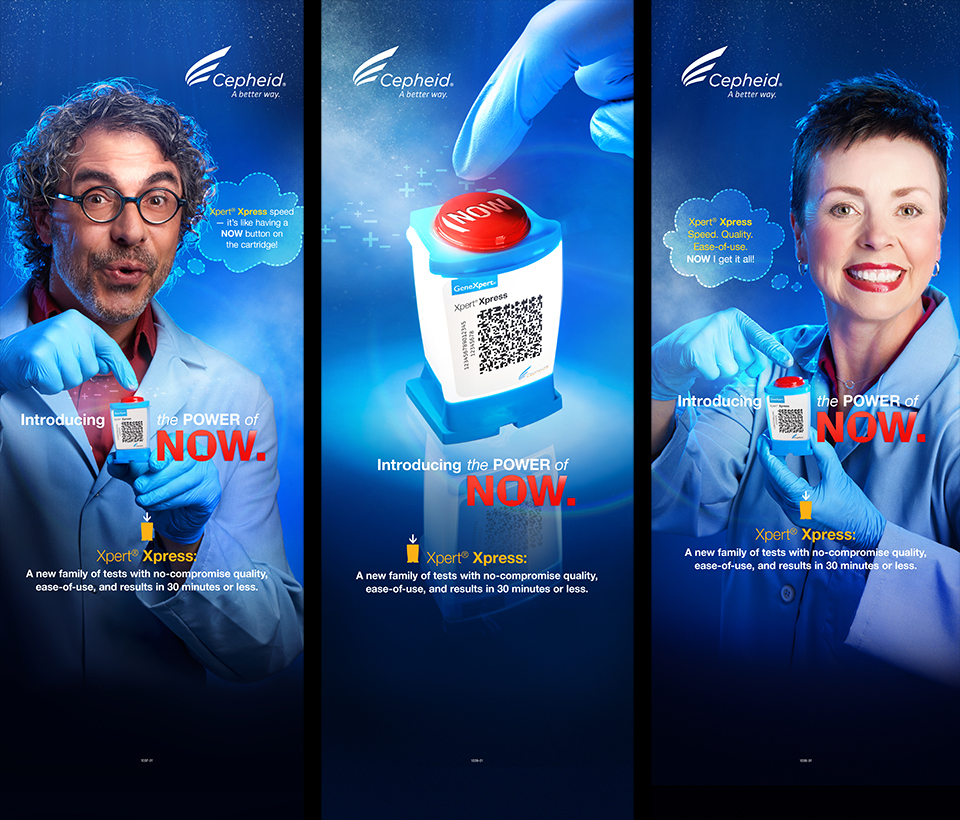 Cepheid®
A better way.
Xpert® Xpress speed
– it's like having a
NOW button on
the cartridge!
Introducing the POWER of
NOW.
Xpert® Xpress:
A new family of tests with no-compromise quality,
ease-of-use, and results in 30 minutes or less.
Cepheid®
A better way.
NOW
GeneXpert®
Xpert® Xpress
123456789012345
12345678
Introducing the POWER of
NOW.
Xpert® Xpress:
A new family of tests with no-compromise quality,
ease-of-use, and results in 30 minutes or less.
Cepheid®
A better way.
Xpert® Xpress
Speed. Quality.
Ease-of-use.
NOW I get it all!
Introducing the POWER of
NOW.
Xpert® Xpress:
A new family of tests with no-compromise quality,
ease-of-use, and results in 30 minutes or less.